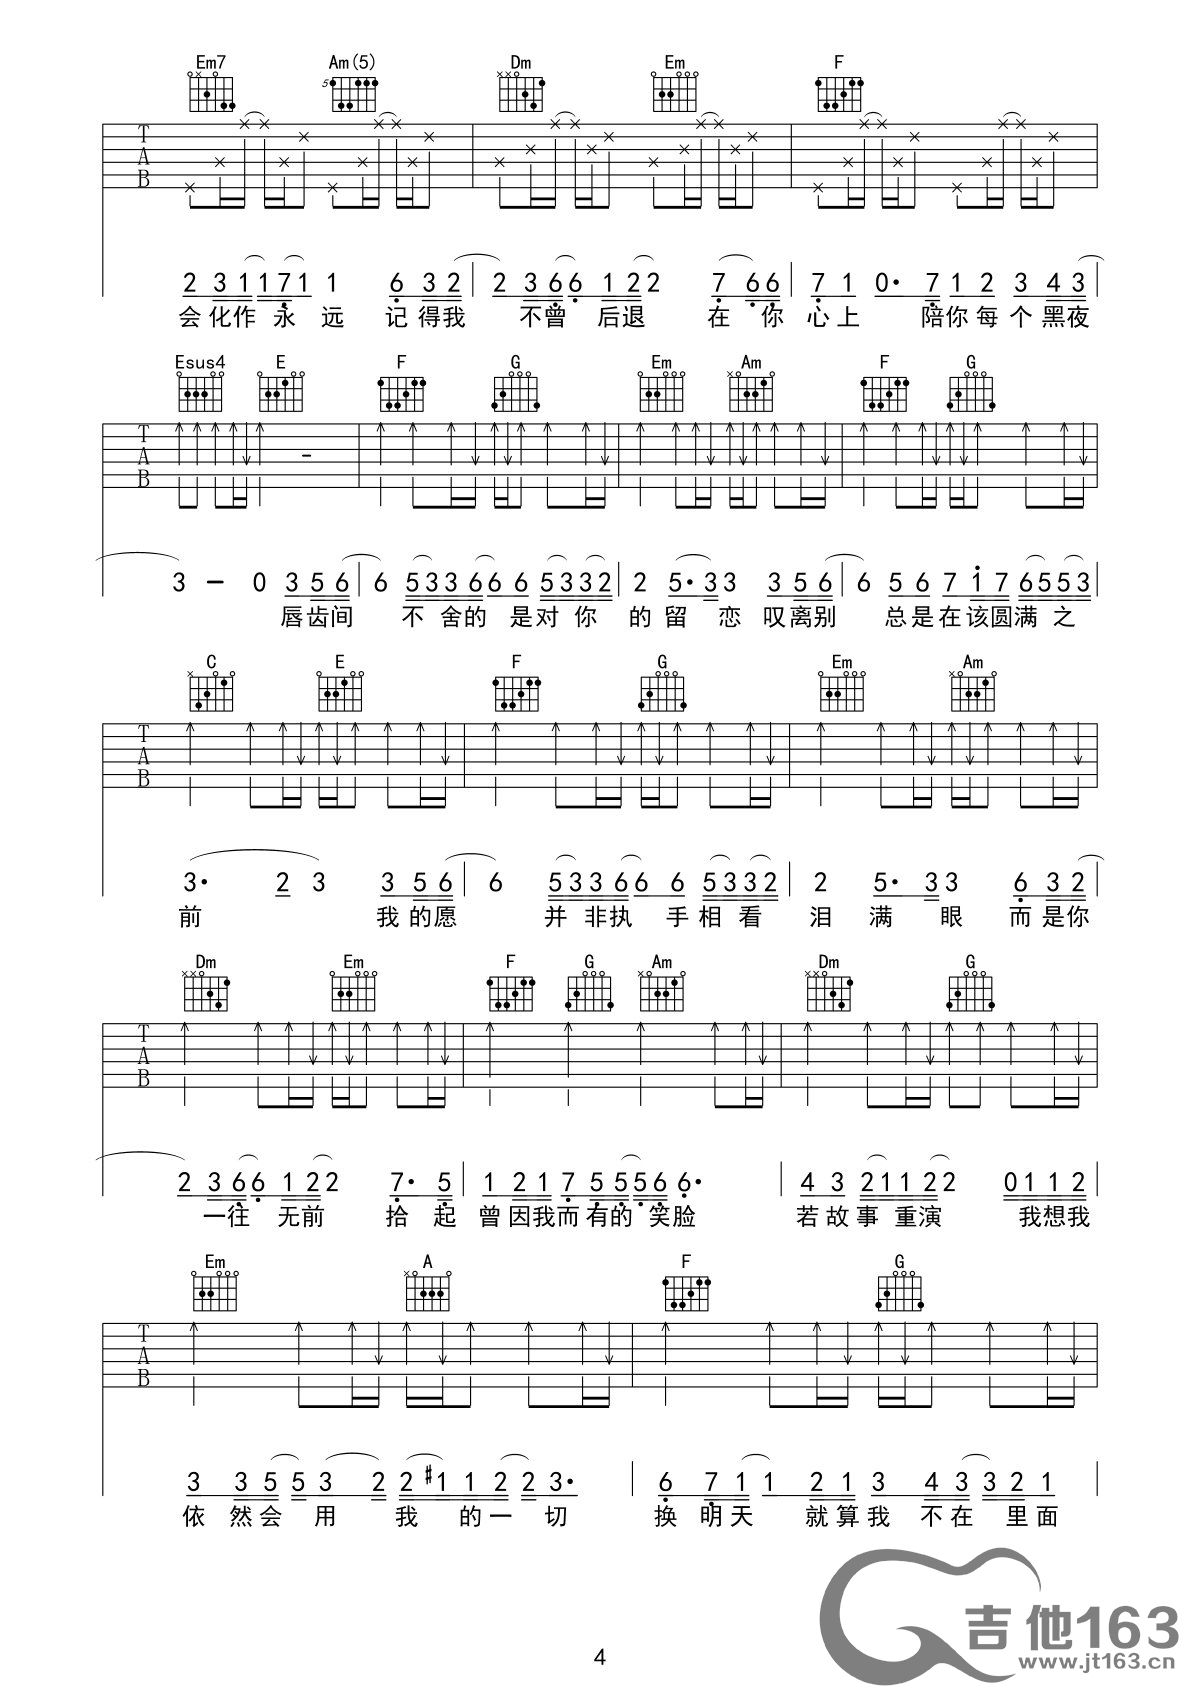 Em7 Am(5) Dm Em F
5
T
A
B
2 3 1 1 7 1 1 6 3 2 2 3 6 6 1 2 2 7 6 6 7 1 0· 7 1 2 3 4 3
会化作永远记得我不曾后退在你心上陪你每个黑夜
Esus4 E F G Em Am F G
T
A
B
3 – 0 3 5 6 6 5 3 3 6 6 6 5 3 3 2 2 5· 3 3 3 5 6 6 5 6 7 1 7 6 5 5 3
唇齿间不舍的是对你的留恋叹离别总是在该圆满之
C E F G Em Am
T
A
B
3· 2 3 3 5 6 6 5 3 3 6 6 6 5 3 3 2 2 5· 3 3 6 3 2
前我的愿并非执手相看泪满眼而是你
Dm Em F G Am Dm G
T
A
B
2 3 6 6 1 2 2 7· 5 1 2 1 7 5 5 5 6 6· 4 3 2 1 1 2 2 0 1 1 2
一往无前拾起曾因我而有的笑脸若故事重演我想我
Em A F G
T
A
B
3 3 5 5 3 2 2 #1 1 2 2 3· 6 7 1 1 2 1 3 4 3 3 2 1
依然会用我的一切换明天就算我不在里面
吉他163
www.jt163.cn
4